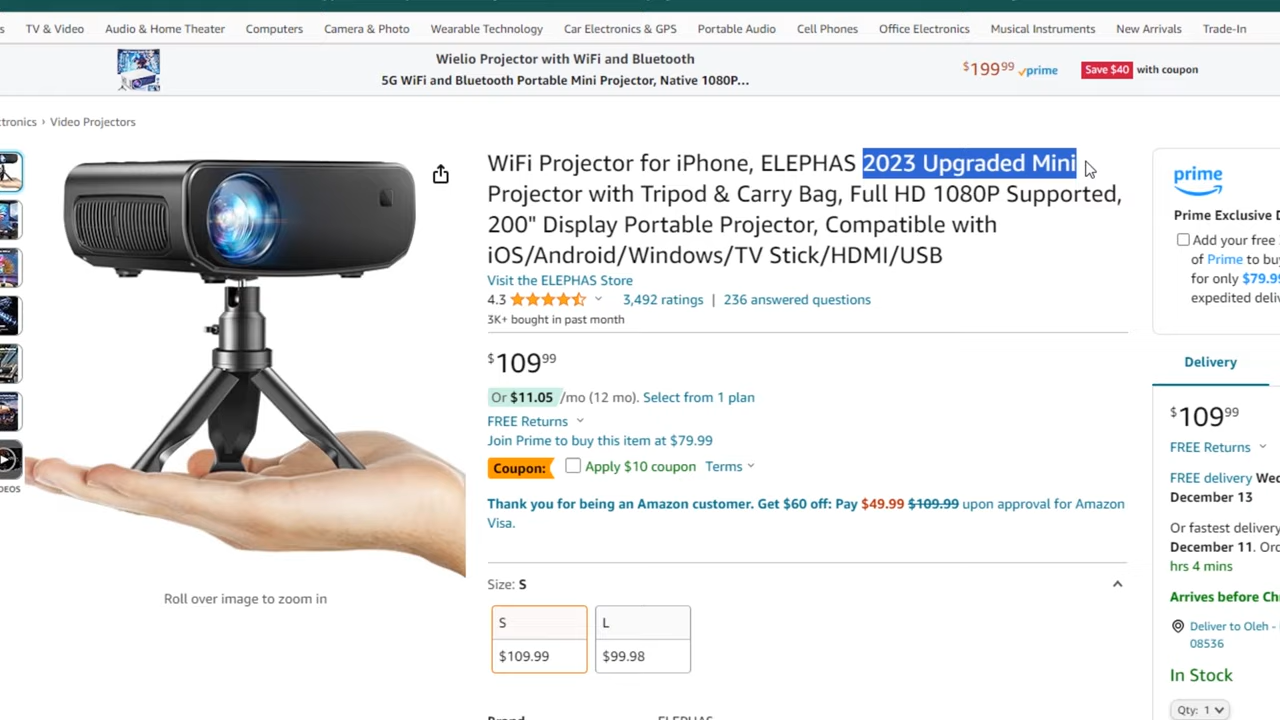 TV & Video Audio & Home Theater Computers Camera & Photo Wearable Technology Car Electronics & GPS Portable Audio Cell Phones Office Electronics Musical Instruments New Arrivals Trade-In
Wielio Projector with WiFi and Bluetooth
5G WiFi and Bluetooth Portable Mini Projector, Native 1080P...
$199.99 prime Save $40 with coupon
ctronics › Video Projectors
WiFi Projector for iPhone, ELEPHAS 2023 Upgraded Mini
Projector with Tripod & Carry Bag, Full HD 1080P Supported,
200" Display Portable Projector, Compatible with
iOS/Android/Windows/TV Stick/HDMI/USB
Visit the ELEPHAS Store
4.3 3,492 ratings | 236 answered questions
3K+ bought in past month
$109.99
Or $11.05 /mo (12 mo). Select from 1 plan
FREE Returns
Join Prime to buy this item at $79.99
Coupon: Apply $10 coupon Terms
Thank you for being an Amazon customer. Get $60 off: Pay $49.99 $109.99 upon approval for Amazon
Visa.
Size: S
S
$109.99
L
$99.98
Brand ELEPHAS
DEOS
Roll over image to zoom in
prime
Prime Exclusive D
Add your free
of Prime to bu
for only $79.99
expedited deliv
Delivery
$109.99
FREE Returns
FREE delivery Wed
December 13
Or fastest delivery
December 11. Ord
hrs 4 mins
Arrives before Ch
Deliver to Oleh -
08536
In Stock
Qty: 1